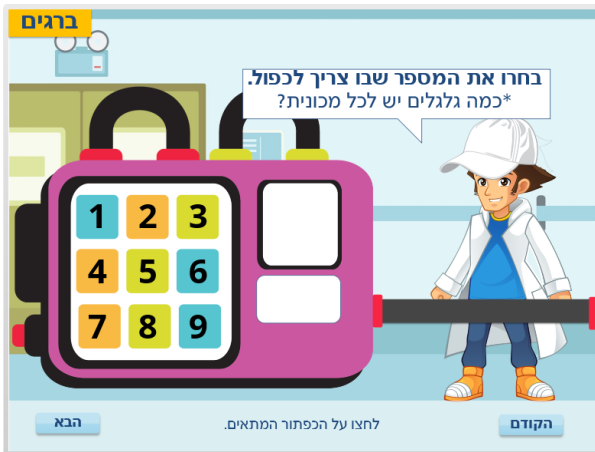 ברגים
בחרו את המספר שבו צריך לכפול.
*כמה גלגלים יש לכל מכונית?
1 2 3
4 5 6
7 8 9
הקודם
לחצו על הכפתור המתאים.
הבא